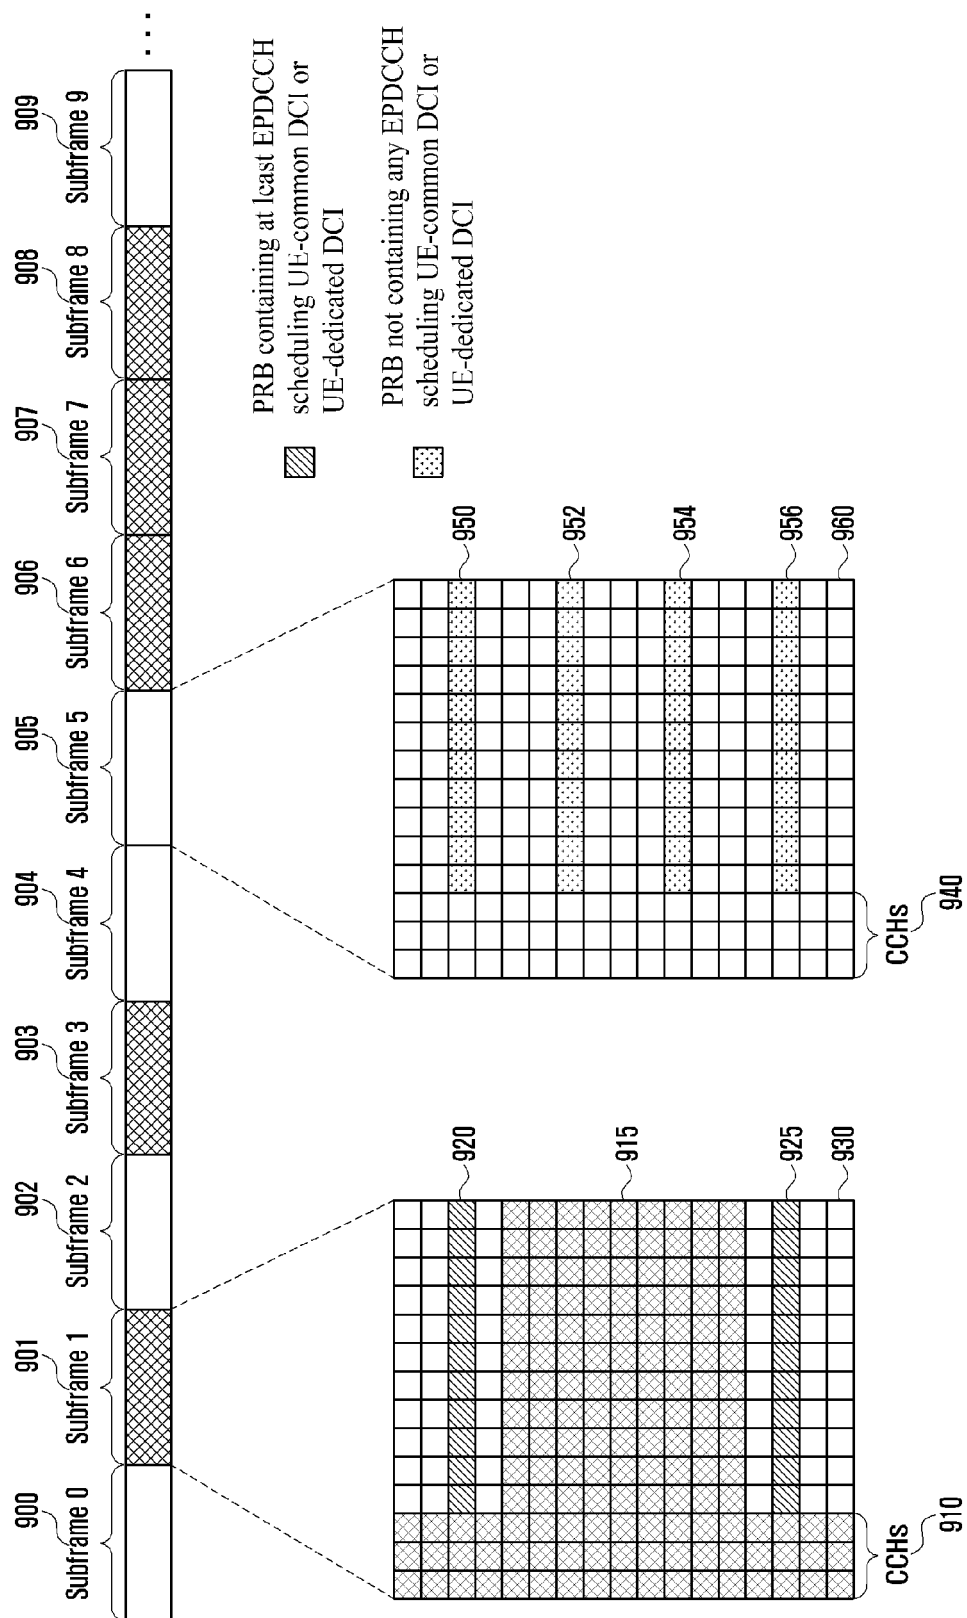 900 901 902 903 904 905 906 907 908 909
Subframe 0 Subframe 1 Subframe 2 Subframe 3 Subframe 4 Subframe 5 Subframe 6 Subframe 7 Subframe 8 Subframe 9 ...
PRB containing at least EPDCCH
scheduling UE-common DCI or
UE-dedicated DCI
PRB not containing any EPDCCH
scheduling UE-common DCI or
UE-dedicated DCI
920
915
925
930
CCHs
910
950
952
954
956
960
CCHs
940